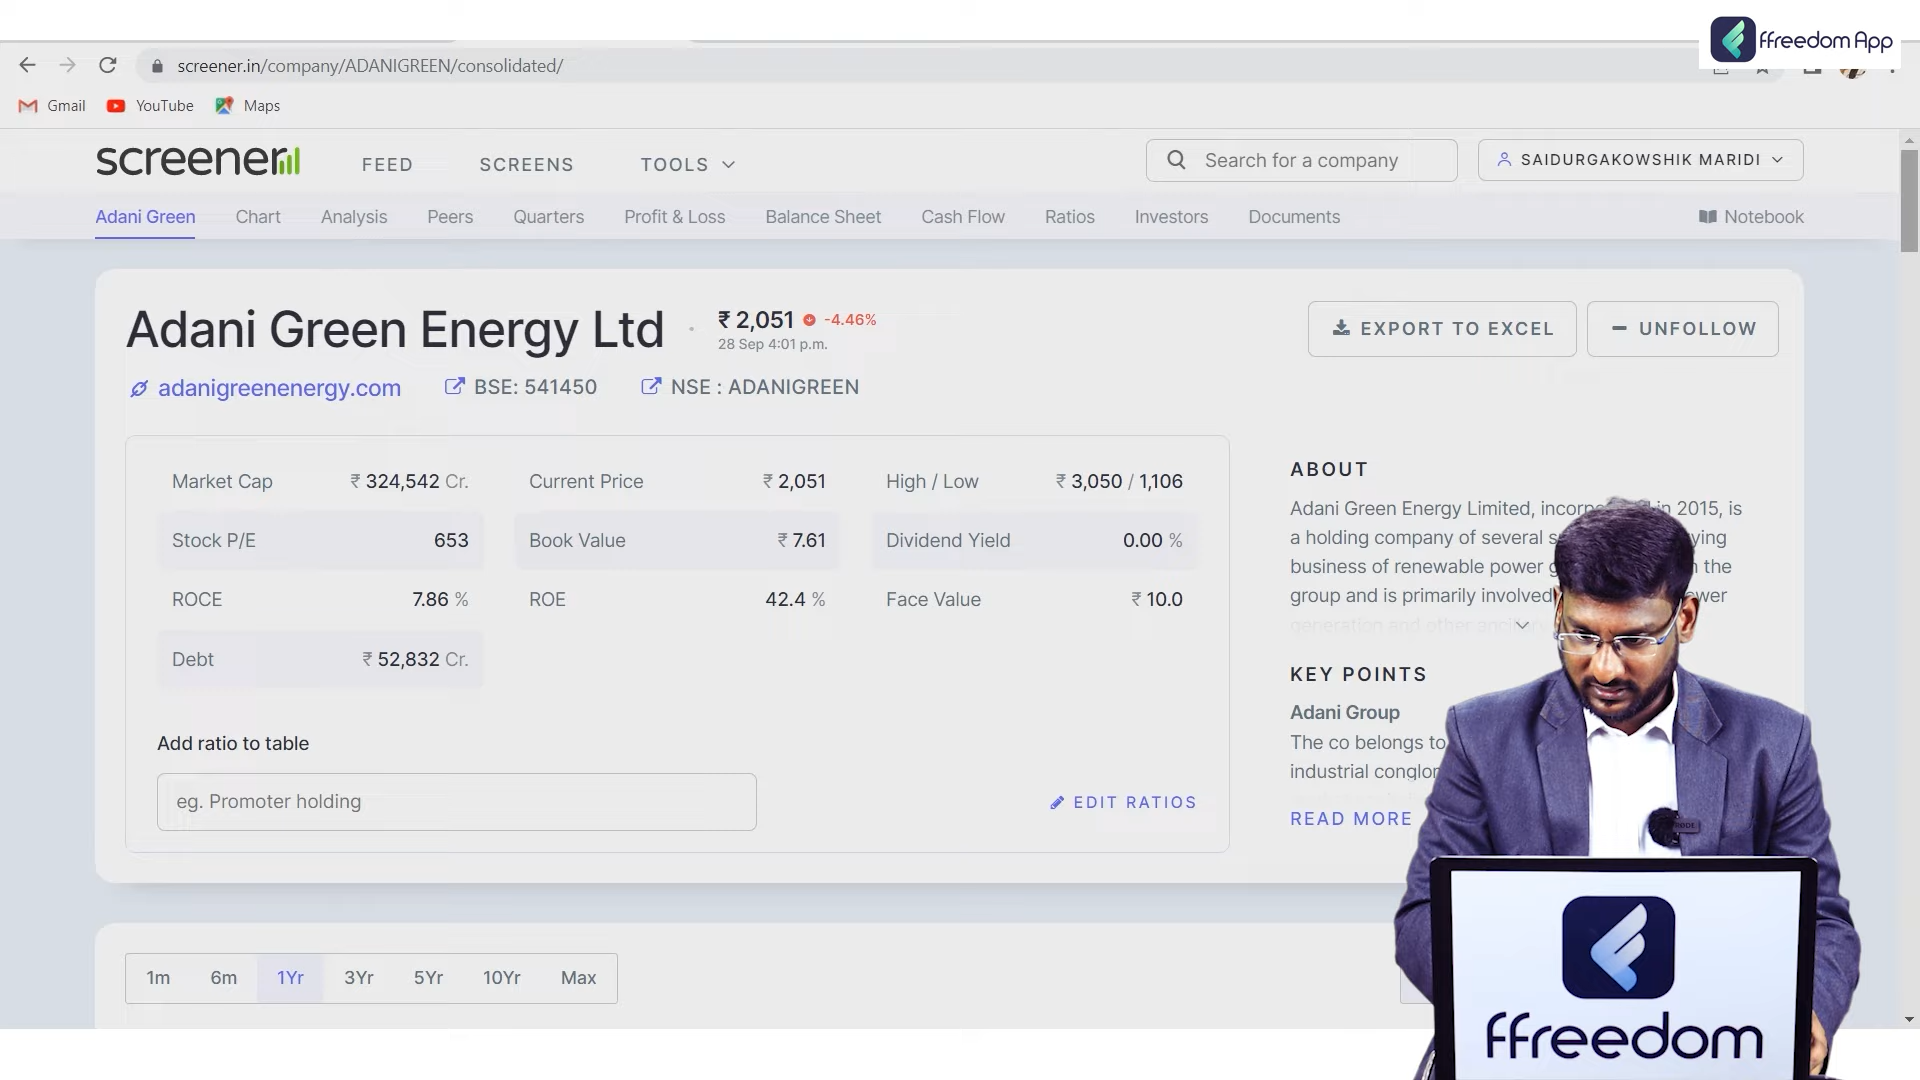 ffreedom App
screener.in/company/ADANIGREEN/consolidated/
Gmail YouTube Maps
screener FEED SCREENS TOOLS Search for a company SAIDURGAKOWSHIK MARIDI
Adani Green Chart Analysis Peers Quarters Profit & Loss Balance Sheet Cash Flow Ratios Investors Documents Notebook
Adani Green Energy Ltd ₹ 2,051 -4.46%
28 Sep 4:01 p.m.
EXPORT TO EXCEL UNFOLLOW
adanigreenenergy.com BSE: 541450 NSE : ADANIGREEN
Market Cap ₹ 324,542 Cr. Current Price ₹ 2,051 High / Low ₹ 3,050 / 1,106
Stock P/E 653 Book Value ₹ 7.61 Dividend Yield 0.00 %
ROCE 7.86 % ROE 42.4 % Face Value ₹ 10.0
Debt ₹ 52,832 Cr.
Add ratio to table
eg. Promoter holding EDIT RATIOS
ABOUT
Adani Green Energy Limited, in 2015, is
a holding company of several
business of renewable power the
group and is primarily involved
generation and other
KEY POINTS
Adani Group
The co belongs to
industrial
READ MORE
1m 6m 1Yr 3Yr 5Yr 10Yr Max
ffreedom